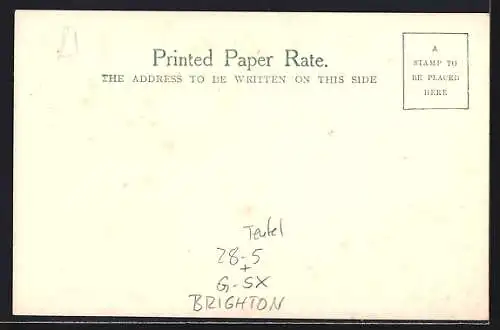 Printed Paper Rate.
THE ADDRESS TO BE WRITTEN ON THIS SIDE
A
STAMP TO
BE PLACED
HERE
Teufel
28-5
+
G-SX
BRIGHTON